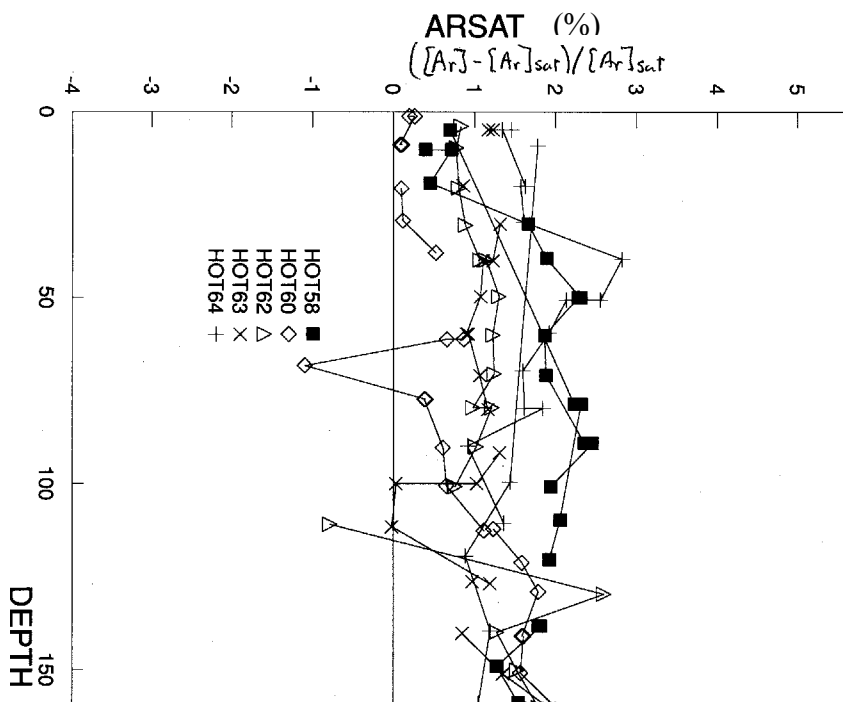 ARSAT (%)
([Ar]-[Ar]sat)/[Ar]sat
-4 -3 -2 -1 0 1 2 3 4 5
0
50
100
150
DEPTH
HOT58
HOT60
HOT62
HOT63
HOT64